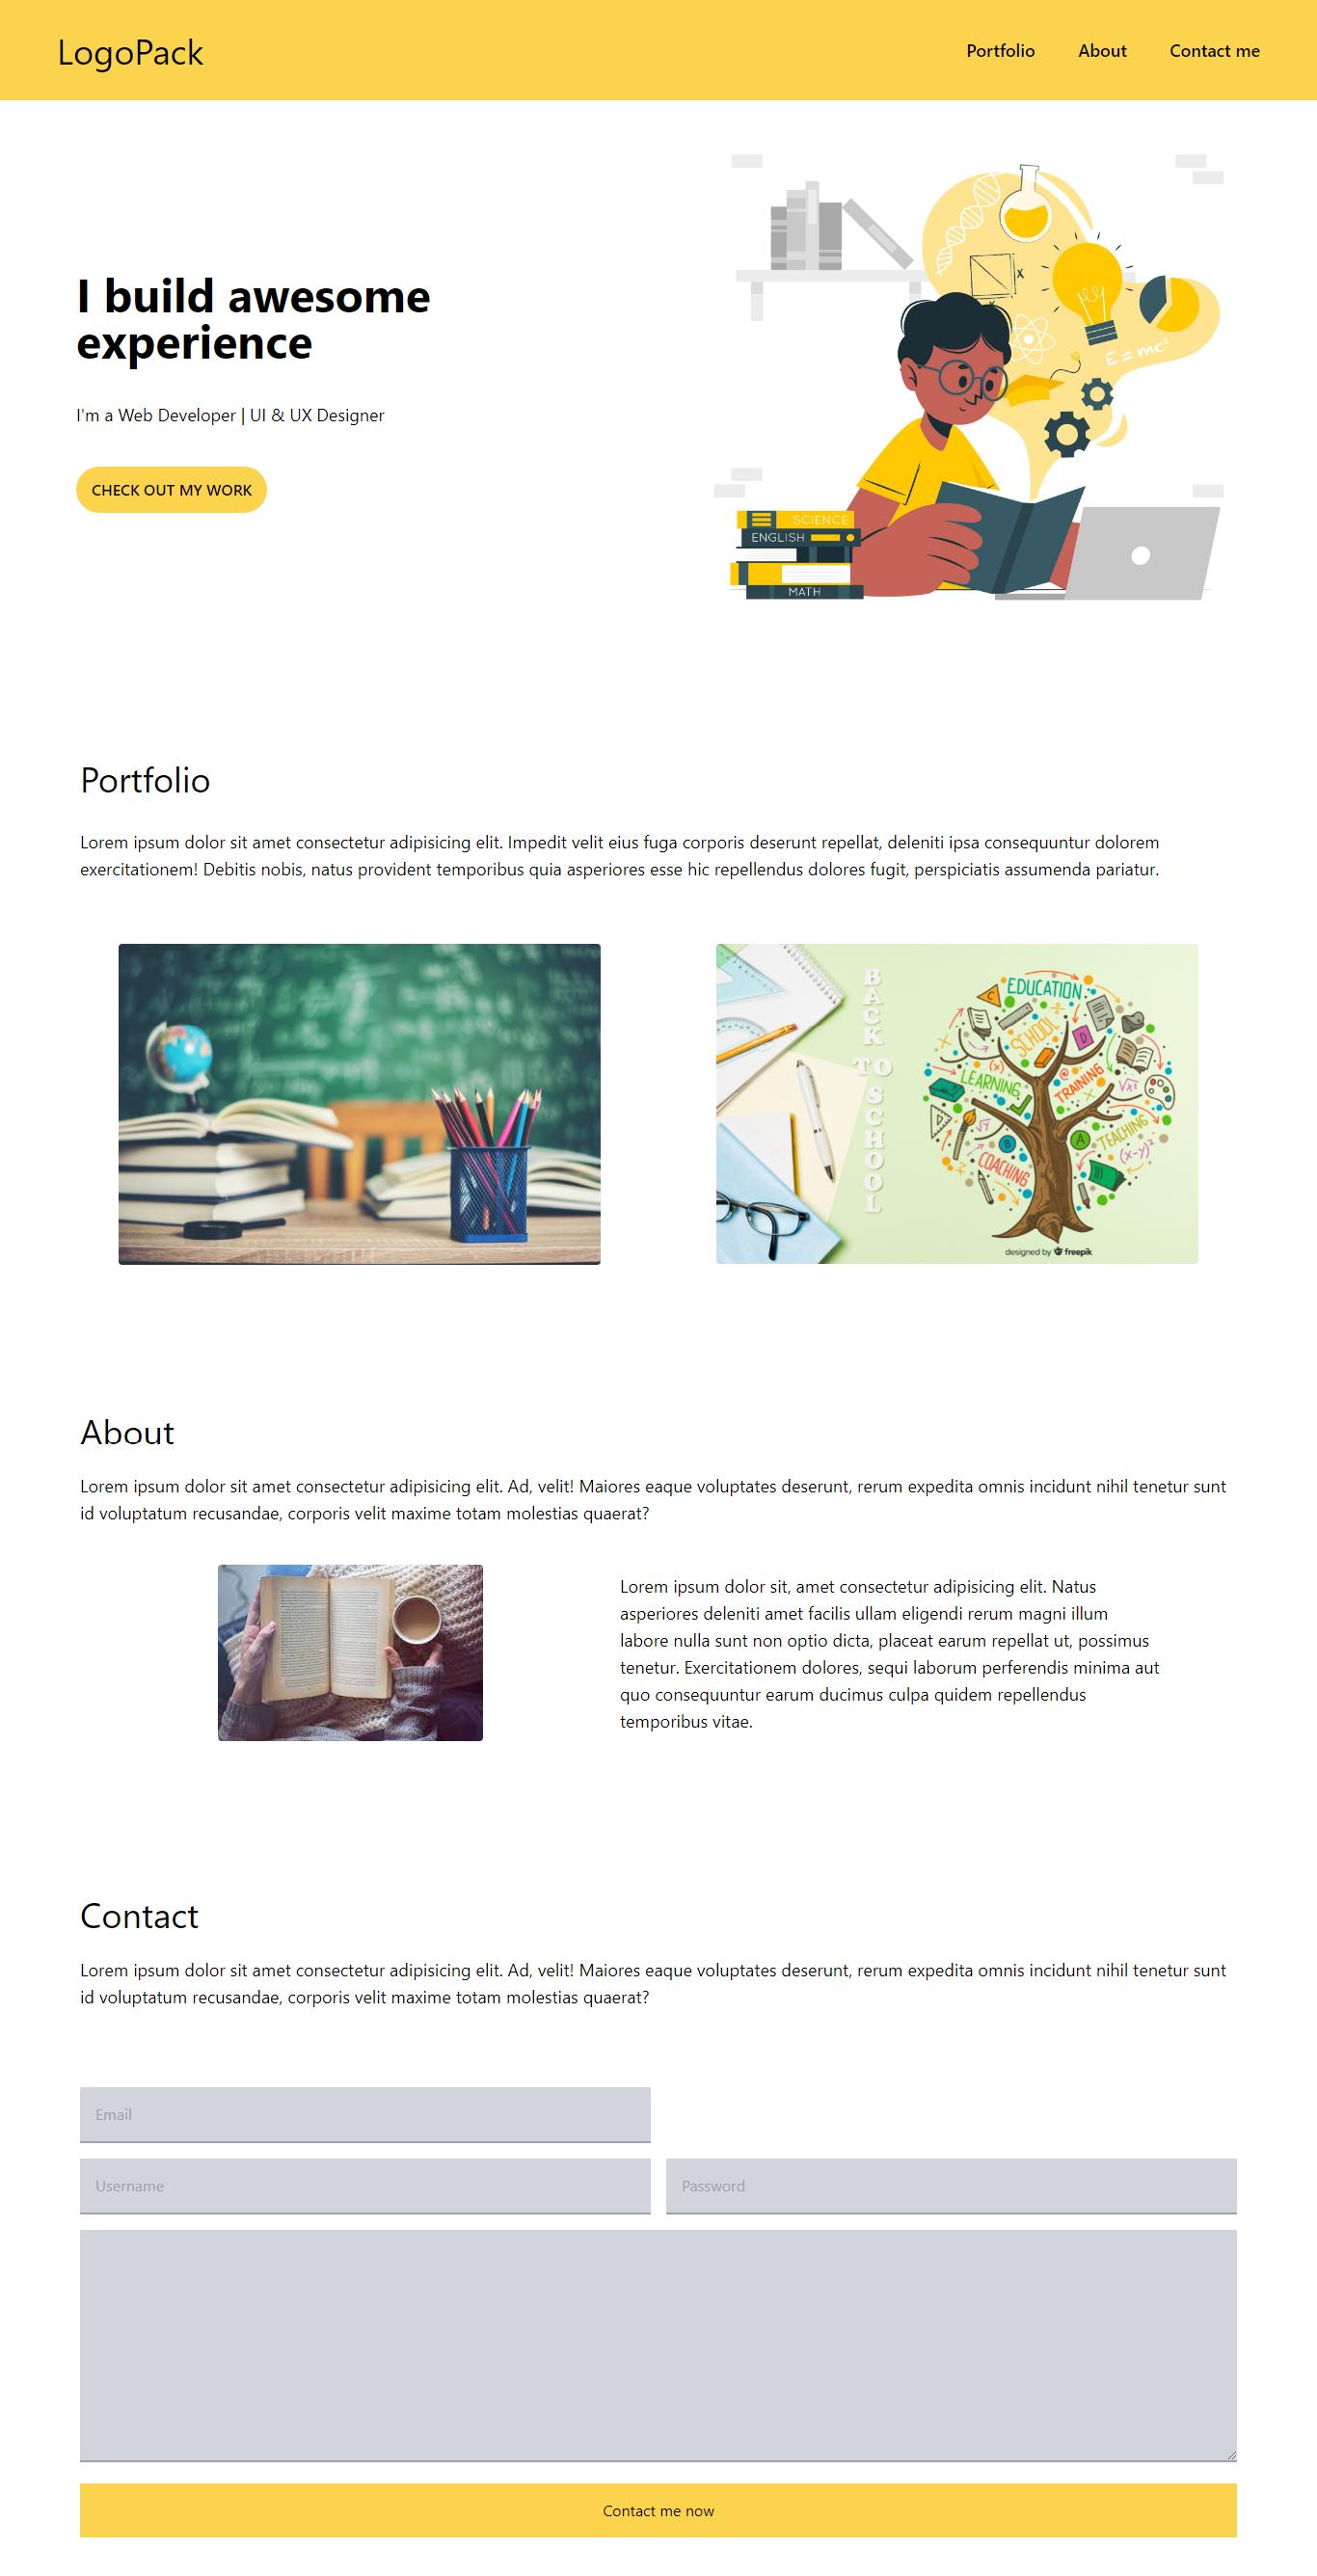 LogoPack
Portfolio
About
Contact me
I build awesome
experience
I'm a Web Developer | UI & UX Designer
CHECK OUT MY WORK
E=mc²
X
SCIENCE
ENGLISH
MATH
Portfolio
Lorem ipsum dolor sit amet consectetur adipisicing elit. Impedit velit eius fuga corporis deserunt repellat, deleniti ipsa consequuntur dolorem
exercitationem! Debitis nobis, natus provident temporibus quia asperiores esse hic repellendus dolores fugit, perspiciatis assumenda pariatur.
BACK TO SCHOOL
EDUCATION
SCHOOL
LEARNING
TRAINING
TEACHING
COACHING
(x)
√x²
√y
(x-y)²
A
B
C
D
designed by freepik
About
Lorem ipsum dolor sit amet consectetur adipisicing elit. Ad, velit! Maiores eaque voluptates deserunt, rerum expedita omnis incidunt nihil tenetur sunt
id voluptatum recusandae, corporis velit maxime totam molestias quaerat?
Lorem ipsum dolor sit, amet consectetur adipisicing elit. Natus
asperiores deleniti amet facilis ullam eligendi rerum magni illum
labore nulla sunt non optio dicta, placeat earum repellat ut, possimus
tenetur. Exercitationem dolores, sequi laborum perferendis minima aut
quo consequuntur earum ducimus culpa quidem repellendus
temporibus vitae.
Contact
Lorem ipsum dolor sit amet consectetur adipisicing elit. Ad, velit! Maiores eaque voluptates deserunt, rerum expedita omnis incidunt nihil tenetur sunt
id voluptatum recusandae, corporis velit maxime totam molestias quaerat?
Email
Username
Password
Contact me now